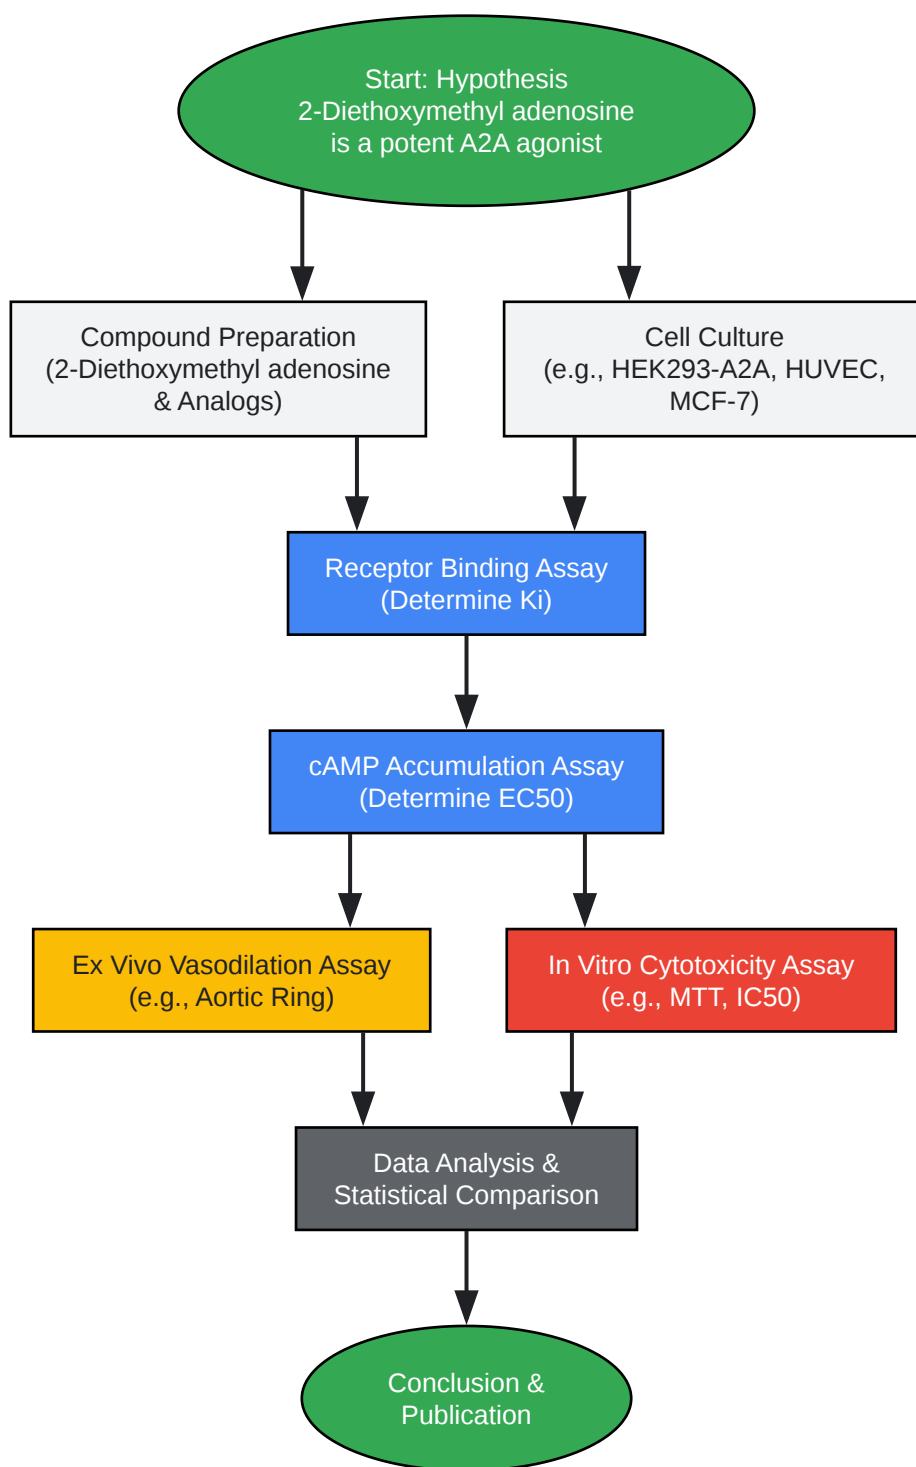 Start: Hypothesis
2-Diethoxymethyl adenosine
is a potent A2A agonist
Compound Preparation
(2-Diethoxymethyl adenosine
& Analogs)
Cell Culture
(e.g., HEK293-A2A, HUVEC,
MCF-7)
Receptor Binding Assay
(Determine Ki)
cAMP Accumulation Assay
(Determine EC50)
Ex Vivo Vasodilation Assay
(e.g., Aortic Ring)
In Vitro Cytotoxicity Assay
(e.g., MTT, IC50)
Data Analysis &
Statistical Comparison
Conclusion &
Publication